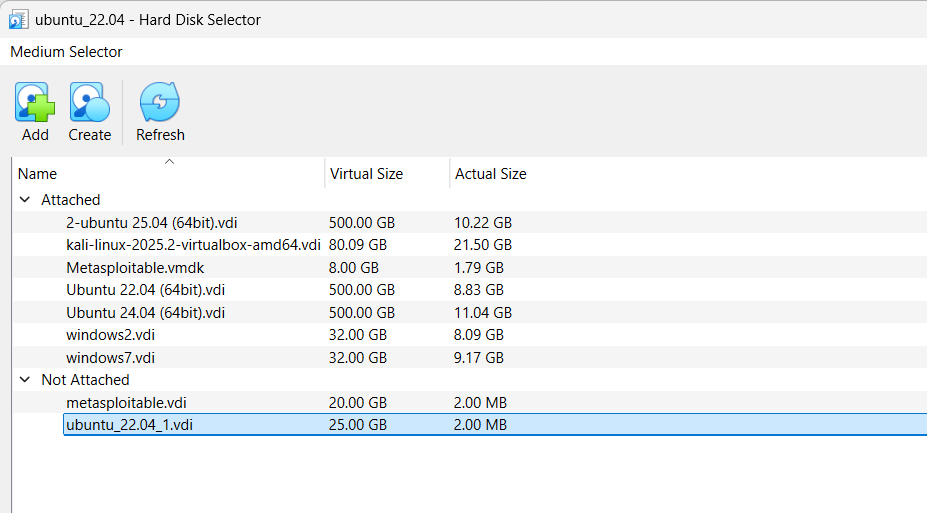 ubuntu_22.04 - Hard Disk Selector
Medium Selector
Add Create Refresh
Name Virtual Size Actual Size
Attached
2-ubuntu 25.04 (64bit).vdi 500.00 GB 10.22 GB
kali-linux-2025.2-virtualbox-amd64.vdi 80.09 GB 21.50 GB
Metasploitable.vmdk 8.00 GB 1.79 GB
Ubuntu 22.04 (64bit).vdi 500.00 GB 8.83 GB
Ubuntu 24.04 (64bit).vdi 500.00 GB 11.04 GB
windows2.vdi 32.00 GB 8.09 GB
windows7.vdi 32.00 GB 9.17 GB
Not Attached
metasploitable.vdi 20.00 GB 2.00 MB
ubuntu_22.04_1.vdi 25.00 GB 2.00 MB